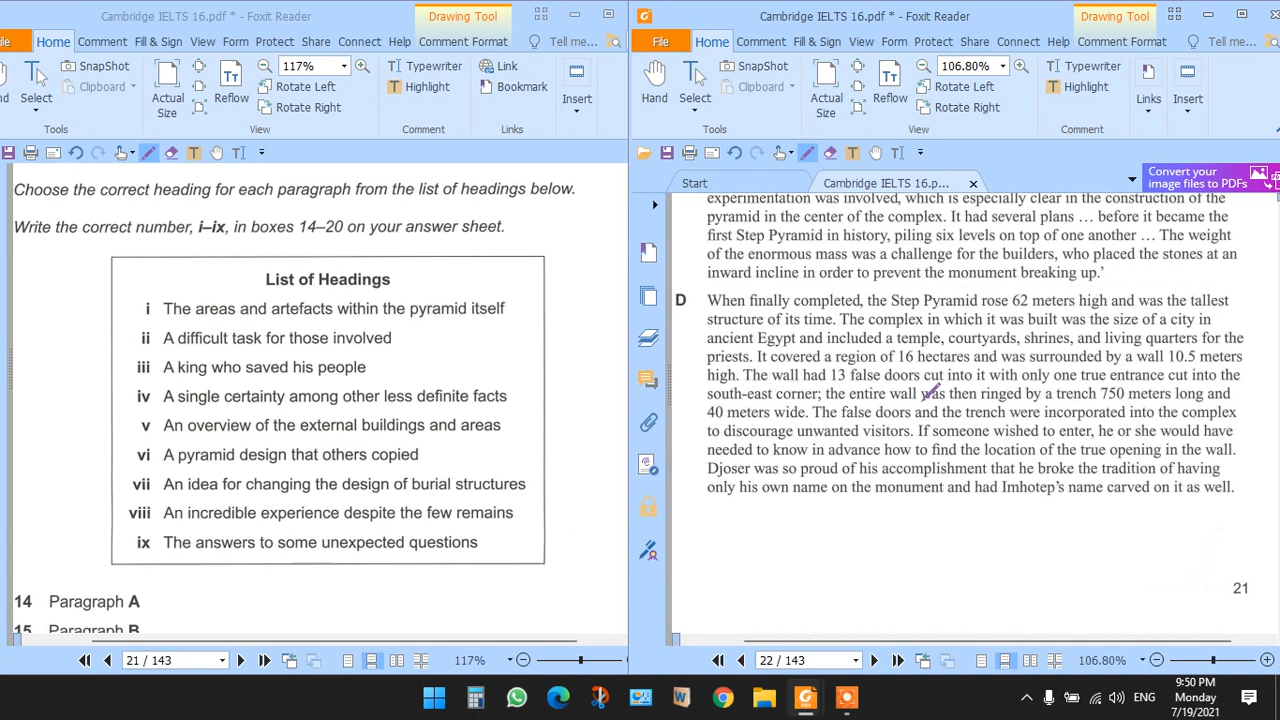 Cambridge IELTS 16.pdf * - Foxit Reader
Drawing Tool
File
Home
Comment
Fill & Sign
View
Form
Protect
Share
Connect
Help
Comment Format
Tell me...
SnapShot
Clipboard
Select
Tools
Actual
Size
Reflow
117%
Rotate Left
Rotate Right
View
Typewriter
Highlight
Comment
Link
Bookmark
Links
Insert
Choose the correct heading for each paragraph from the list of headings below.
Write the correct number, i–ix, in boxes 14–20 on your answer sheet.
List of Headings
i The areas and artefacts within the pyramid itself
ii A difficult task for those involved
iii A king who saved his people
iv A single certainty among other less definite facts
v An overview of the external buildings and areas
vi A pyramid design that others copied
vii An idea for changing the design of burial structures
viii An incredible experience despite the few remains
ix The answers to some unexpected questions
14 Paragraph A
15 Paragraph B
21 / 143
117%
Cambridge IELTS 16.pdf * - Foxit Reader
Drawing Tool
File
Home
Comment
Fill & Sign
View
Form
Protect
Share
Connect
Help
Comment Format
Tell me...
Hand
Select
SnapShot
Clipboard
Tools
Actual
Size
Reflow
106.80%
Rotate Left
Rotate Right
View
Typewriter
Highlight
Comment
Links
Insert
Start
Cambridge IELTS 16.p...
Convert your
image files to PDFs
experimentation was involved, which is especially clear in the construction of the
pyramid in the center of the complex. It had several plans … before it became the
first Step Pyramid in history, piling six levels on top of one another … The weight
of the enormous mass was a challenge for the builders, who placed the stones at an
inward incline in order to prevent the monument breaking up.'
D When finally completed, the Step Pyramid rose 62 meters high and was the tallest
structure of its time. The complex in which it was built was the size of a city in
ancient Egypt and included a temple, courtyards, shrines, and living quarters for the
priests. It covered a region of 16 hectares and was surrounded by a wall 10.5 meters
high. The wall had 13 false doors cut into it with only one true entrance cut into the
south-east corner; the entire wall was then ringed by a trench 750 meters long and
40 meters wide. The false doors and the trench were incorporated into the complex
to discourage unwanted visitors. If someone wished to enter, he or she would have
needed to know in advance how to find the location of the true opening in the wall.
Djoser was so proud of his accomplishment that he broke the tradition of having
only his own name on the monument and had Imhotep's name carved on it as well.
21
22 / 143
106.80%
ENG
9:50 PM
Monday
7/19/2021